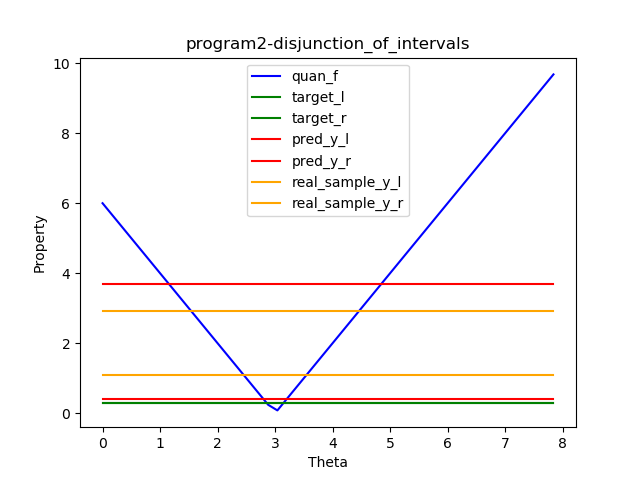 program2-disjunction_of_intervals
10
8
6
4
2
0
Property
quan_f
target_l
target_r
pred_y_l
pred_y_r
real_sample_y_l
real_sample_y_r
0 1 2 3 4 5 6 7 8
Theta